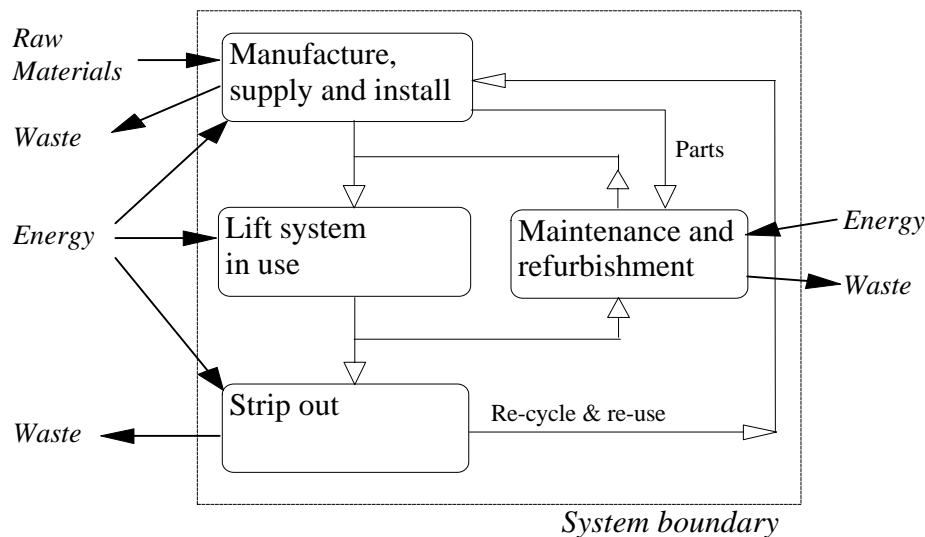 Raw
Materials
Manufacture,
supply and install
Waste
Parts
Energy
Lift system
in use
Maintenance and
refurbishment
Energy
Waste
Strip out
Re-cycle & re-use
Waste
System boundary